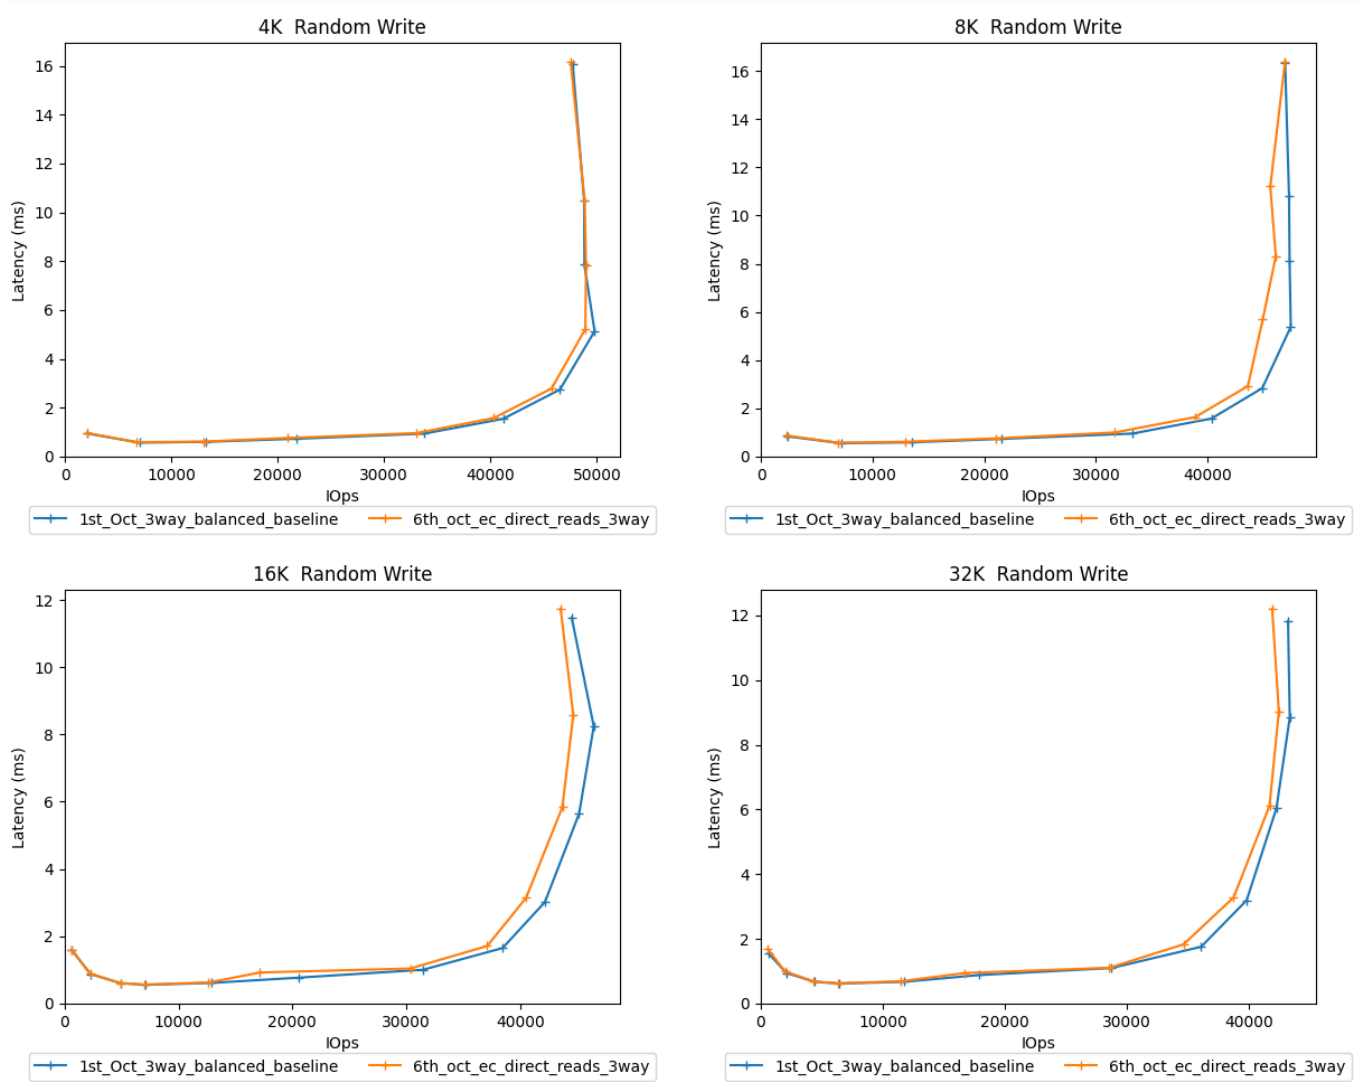 4K  Random Write
16
14
12
10
8
6
4
2
0
Latency (ms)
0 10000 20000 30000 40000 50000
IOps
1st_Oct_3way_balanced_baseline 6th_oct_ec_direct_reads_3way
8K  Random Write
16
14
12
10
8
6
4
2
0
Latency (ms)
0 10000 20000 30000 40000
IOps
1st_Oct_3way_balanced_baseline 6th_oct_ec_direct_reads_3way
16K  Random Write
12
10
8
6
4
2
0
Latency (ms)
0 10000 20000 30000 40000
IOps
1st_Oct_3way_balanced_baseline 6th_oct_ec_direct_reads_3way
32K  Random Write
12
10
8
6
4
2
0
Latency (ms)
0 10000 20000 30000 40000
IOps
1st_Oct_3way_balanced_baseline 6th_oct_ec_direct_reads_3way